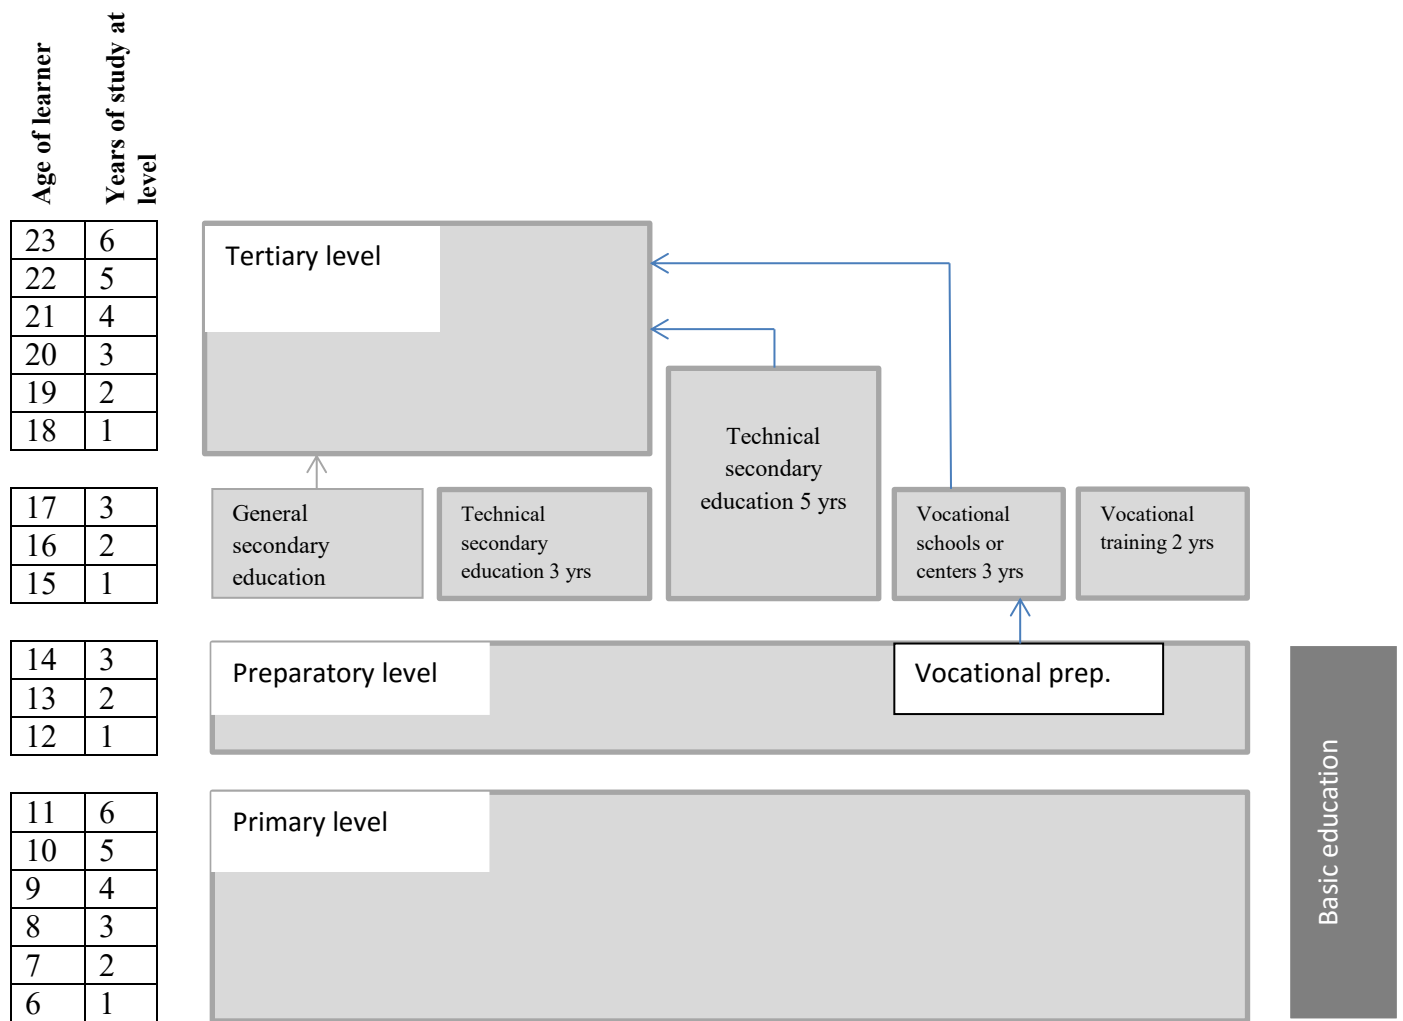 Age of learner
Years of study at
level
23 6
22 5
21 4
20 3
19 2
18 1
Tertiary level
Technical
secondary
education 5 yrs
17 3
16 2
15 1
General
secondary
education
Technical
secondary
education 3 yrs
Vocational
schools or
centers 3 yrs
Vocational
training 2 yrs
14 3
13 2
12 1
Preparatory level
Vocational prep.
11 6
10 5
9 4
8 3
7 2
6 1
Primary level
Basic education